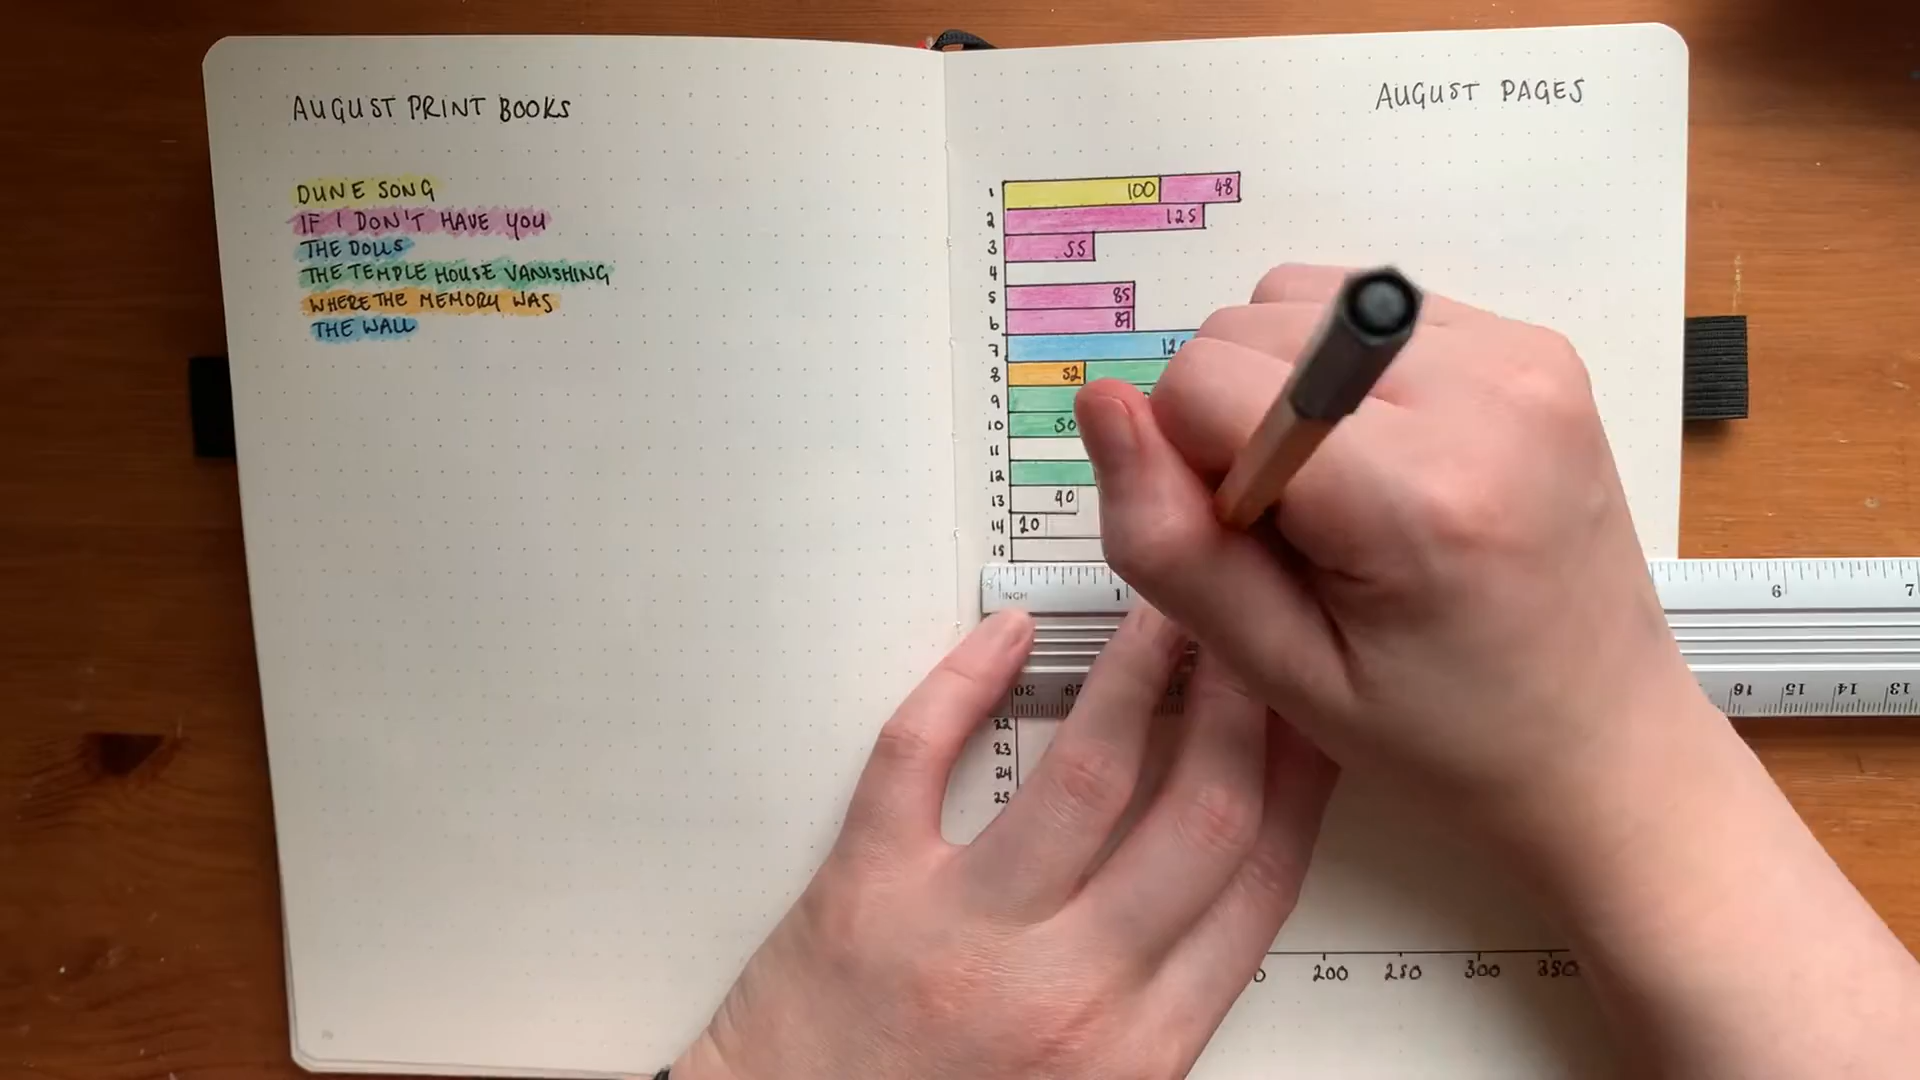 AUGUST PRINT BOOKS
DUNE SONG
IF I DON'T HAVE YOU
THE DOLLS
THE TEMPLE HOUSE VANISHING
WHERE THE MEMORY WAS
THE WALL
AUGUST PAGES
1 100 48
2 125
3 55
4
5 85
6
7
8 52
9
10 50
11
12
13 40
14 20
15
INCH 1 6 7
30 16 15 14 13
22
23
24
25
200 250 300 350